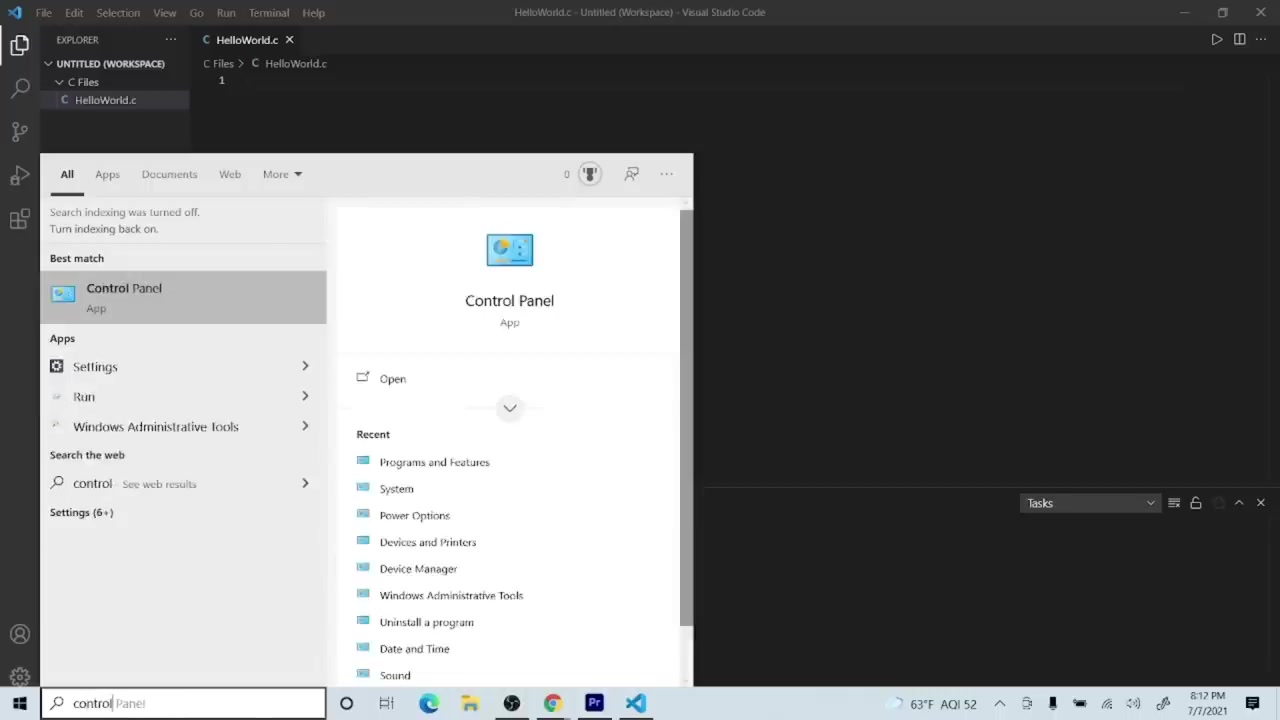 File Edit Selection View Go Run Terminal Help
HelloWorld.c - Untitled (Workspace) - Visual Studio Code
EXPLORER
HelloWorld.c
UNTITLED (WORKSPACE)
C Files > C HelloWorld.c
C Files
1
C HelloWorld.c
All Apps Documents Web More
0
Search indexing was turned off.
Turn indexing back on.
Best match
Control Panel
App
Apps
Settings
Run
Windows Administrative Tools
Search the web
control - See web results
Settings (6+)
Control Panel
App
Open
Recent
Programs and Features
System
Power Options
Devices and Printers
Device Manager
Windows Administrative Tools
Uninstall a program
Date and Time
Sound
Tasks
control Panel
Pr
63°F AQI 52
8:12 PM
7/7/2021